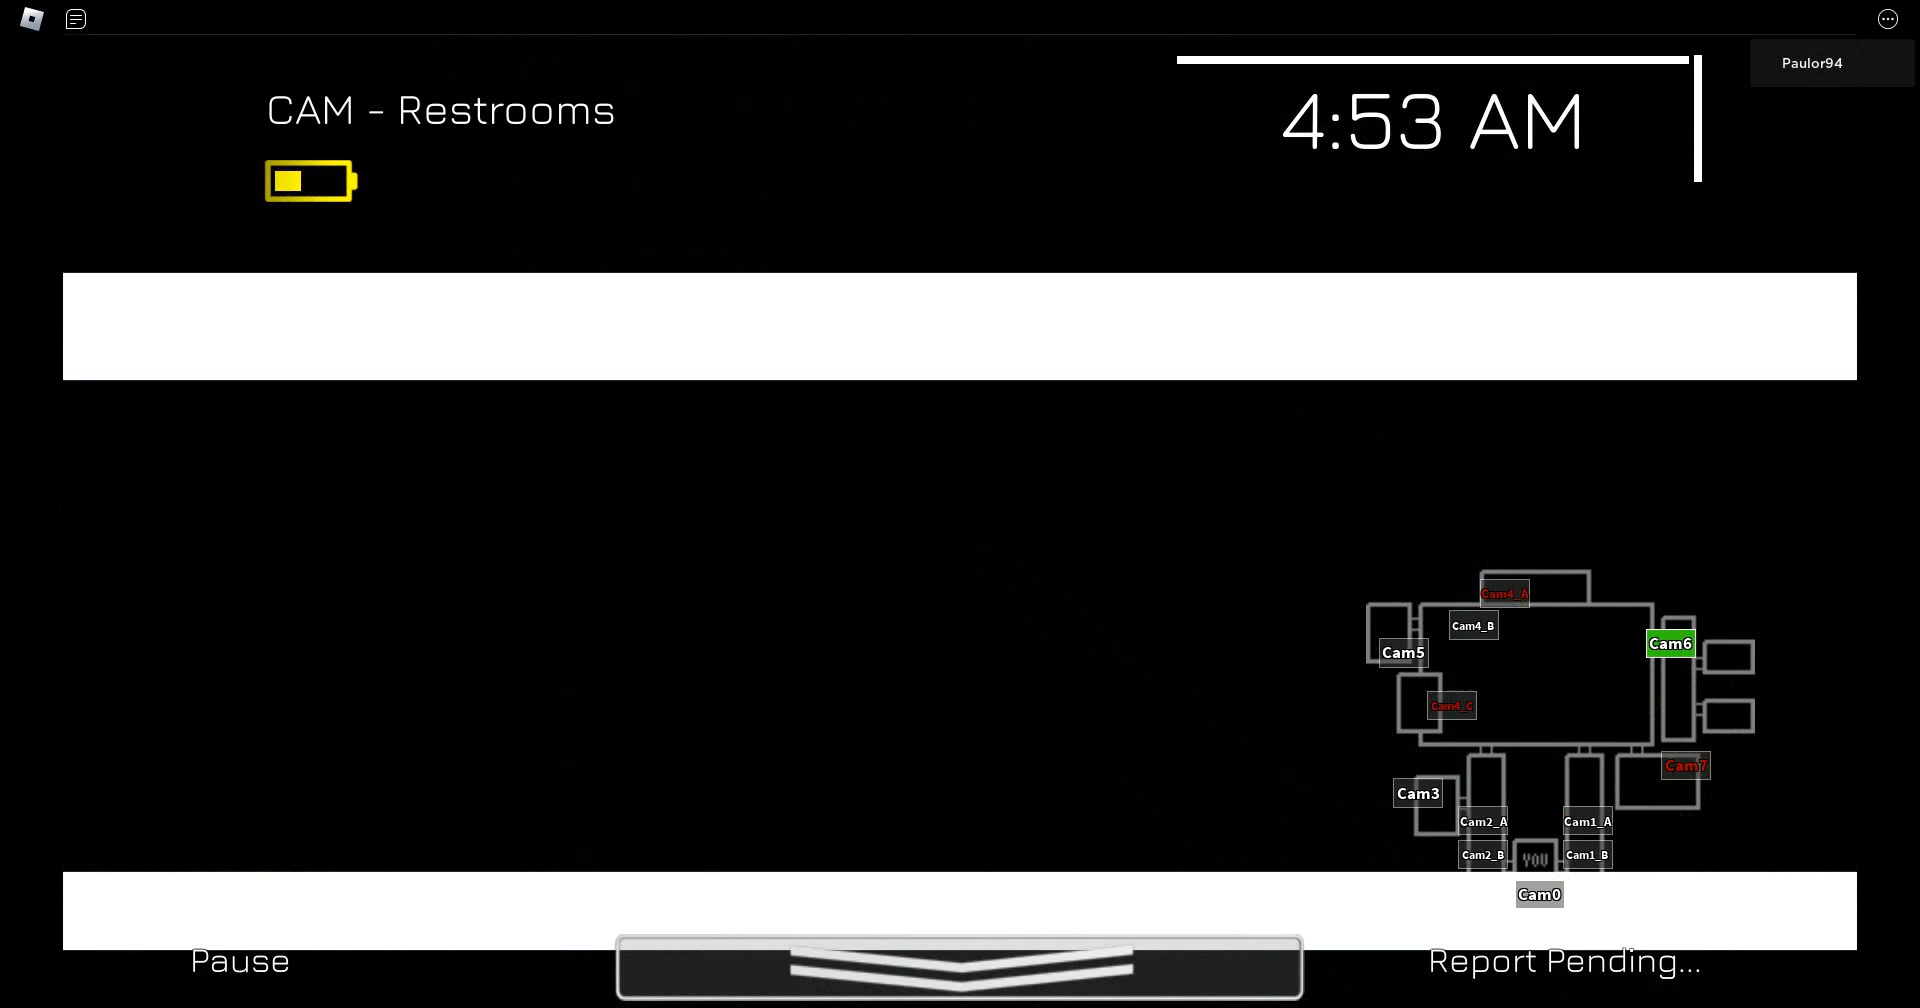 Paulor94
CAM - Restrooms
4:53 AM
Cam4_A
Cam4_B
Cam6
Cam5
Cam4_C
Cam7
Cam3
Cam2_A
Cam1_A
Cam2_B
YOU
Cam1_B
Cam0
Pause
Report Pending...